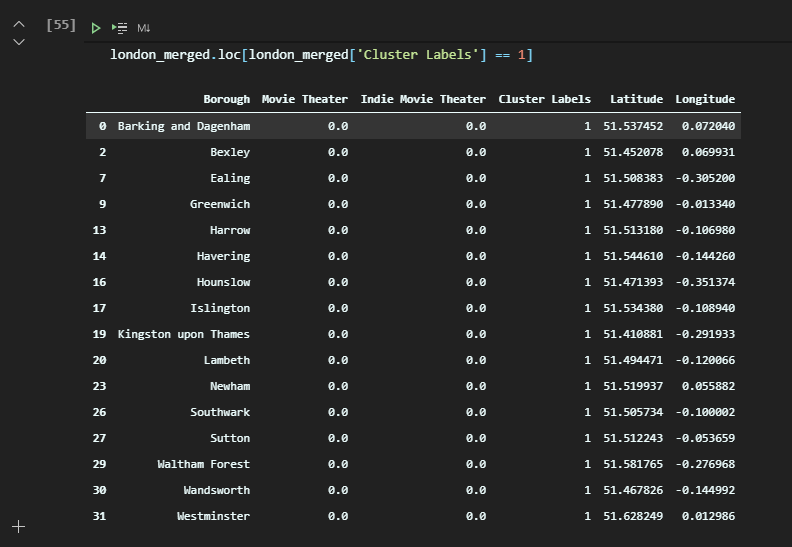 [55]
M↓
london_merged.loc[london_merged['Cluster Labels'] == 1]
Borough Movie Theater Indie Movie Theater Cluster Labels Latitude Longitude
0 Barking and Dagenham 0.0 0.0 1 51.537452 0.072040
2 Bexley 0.0 0.0 1 51.452078 0.069931
7 Ealing 0.0 0.0 1 51.508383 -0.305200
9 Greenwich 0.0 0.0 1 51.477890 -0.013340
13 Harrow 0.0 0.0 1 51.513180 -0.106980
14 Havering 0.0 0.0 1 51.544610 -0.144260
16 Hounslow 0.0 0.0 1 51.471393 -0.351374
17 Islington 0.0 0.0 1 51.534380 -0.108940
19 Kingston upon Thames 0.0 0.0 1 51.410881 -0.291933
20 Lambeth 0.0 0.0 1 51.494471 -0.120066
23 Newham 0.0 0.0 1 51.519937 0.055882
26 Southwark 0.0 0.0 1 51.505734 -0.100002
27 Sutton 0.0 0.0 1 51.512243 -0.053659
29 Waltham Forest 0.0 0.0 1 51.581765 -0.276968
30 Wandsworth 0.0 0.0 1 51.467826 -0.144992
31 Westminster 0.0 0.0 1 51.628249 0.012986